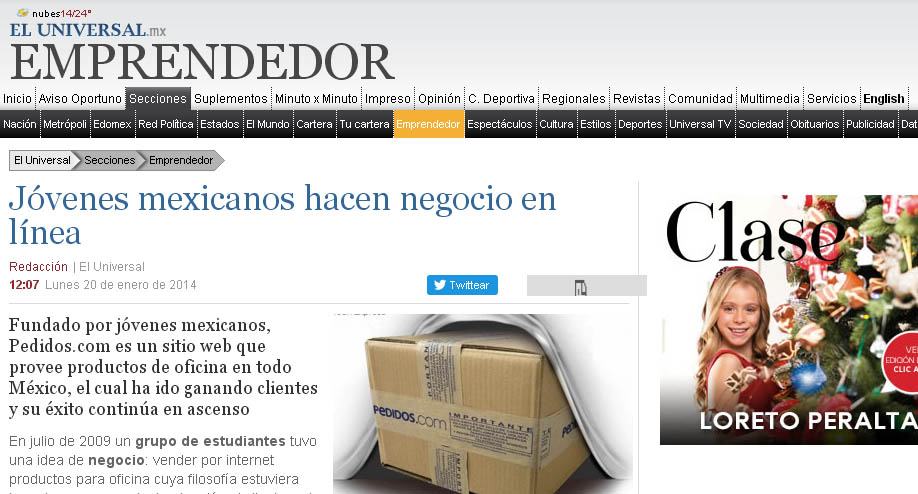 nubes14/24°
EL UNIVERSAL.mx
EMPRENDEDOR
Inicio Aviso Oportuno Secciones Suplementos Minuto x Minuto Impreso Opinión C. Deportiva Regionales Revistas Comunidad Multimedia Servicios English
Nación Metrópoli Edomex Red Política Estados El Mundo Cartera Tu cartera Emprendedor Espectáculos Cultura Estilos Deportes Universal TV Sociedad Obituarios Publicidad Dat
El Universal Secciones Emprendedor
Jóvenes mexicanos hacen negocio en
línea
Redacción | El Universal
12:07 Lunes 20 de enero de 2014
Twittear
Fundado por jóvenes mexicanos,
Pedidos.com es un sitio web que
provee productos de oficina en todo
México, el cual ha ido ganando clientes
y su éxito continúa en ascenso
En julio de 2009 un grupo de estudiantes tuvo
una idea de negocio: vender por internet
productos para oficina cuya filosofía estuviera
PEDIDOS.com
IMPORTANTE
IMPORTANTE
Clase
VE
EDICIÓN
CLIC A
LORETO PERALTA